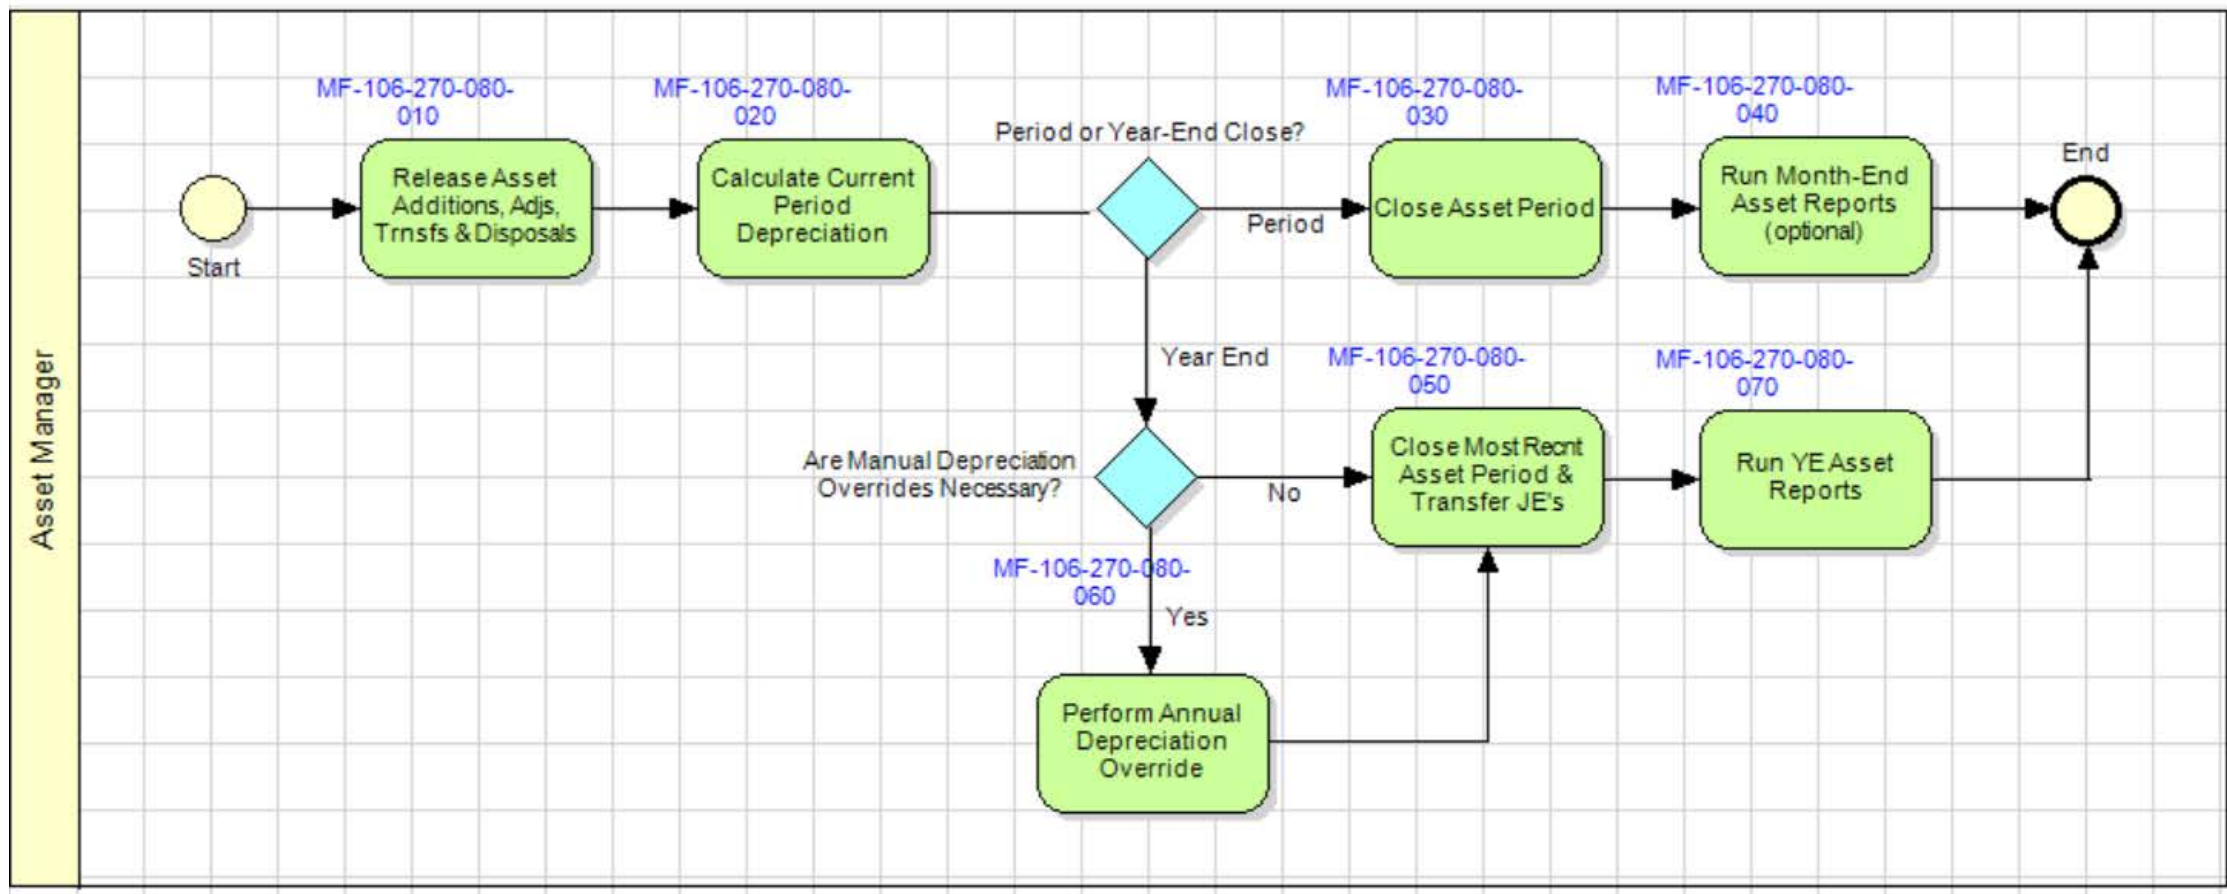 Asset Manager
Start
MF-106-270-080-
010
Release Asset
Additions, Adjs,
Trnsfs & Disposals
MF-106-270-080-
020
Calculate Current
Period
Depreciation
Period or Year-End Close?
Period
MF-106-270-080-
030
Close Asset Period
MF-106-270-080-
040
Run Month-End
Asset Reports
(optional)
End
Year End
Are Manual Depreciation
Overrides Necessary?
No
MF-106-270-080-
050
Close Most Recnt
Asset Period &
Transfer JE's
MF-106-270-080-
070
Run YE Asset
Reports
MF-106-270-080-
060
Yes
Perform Annual
Depreciation
Override